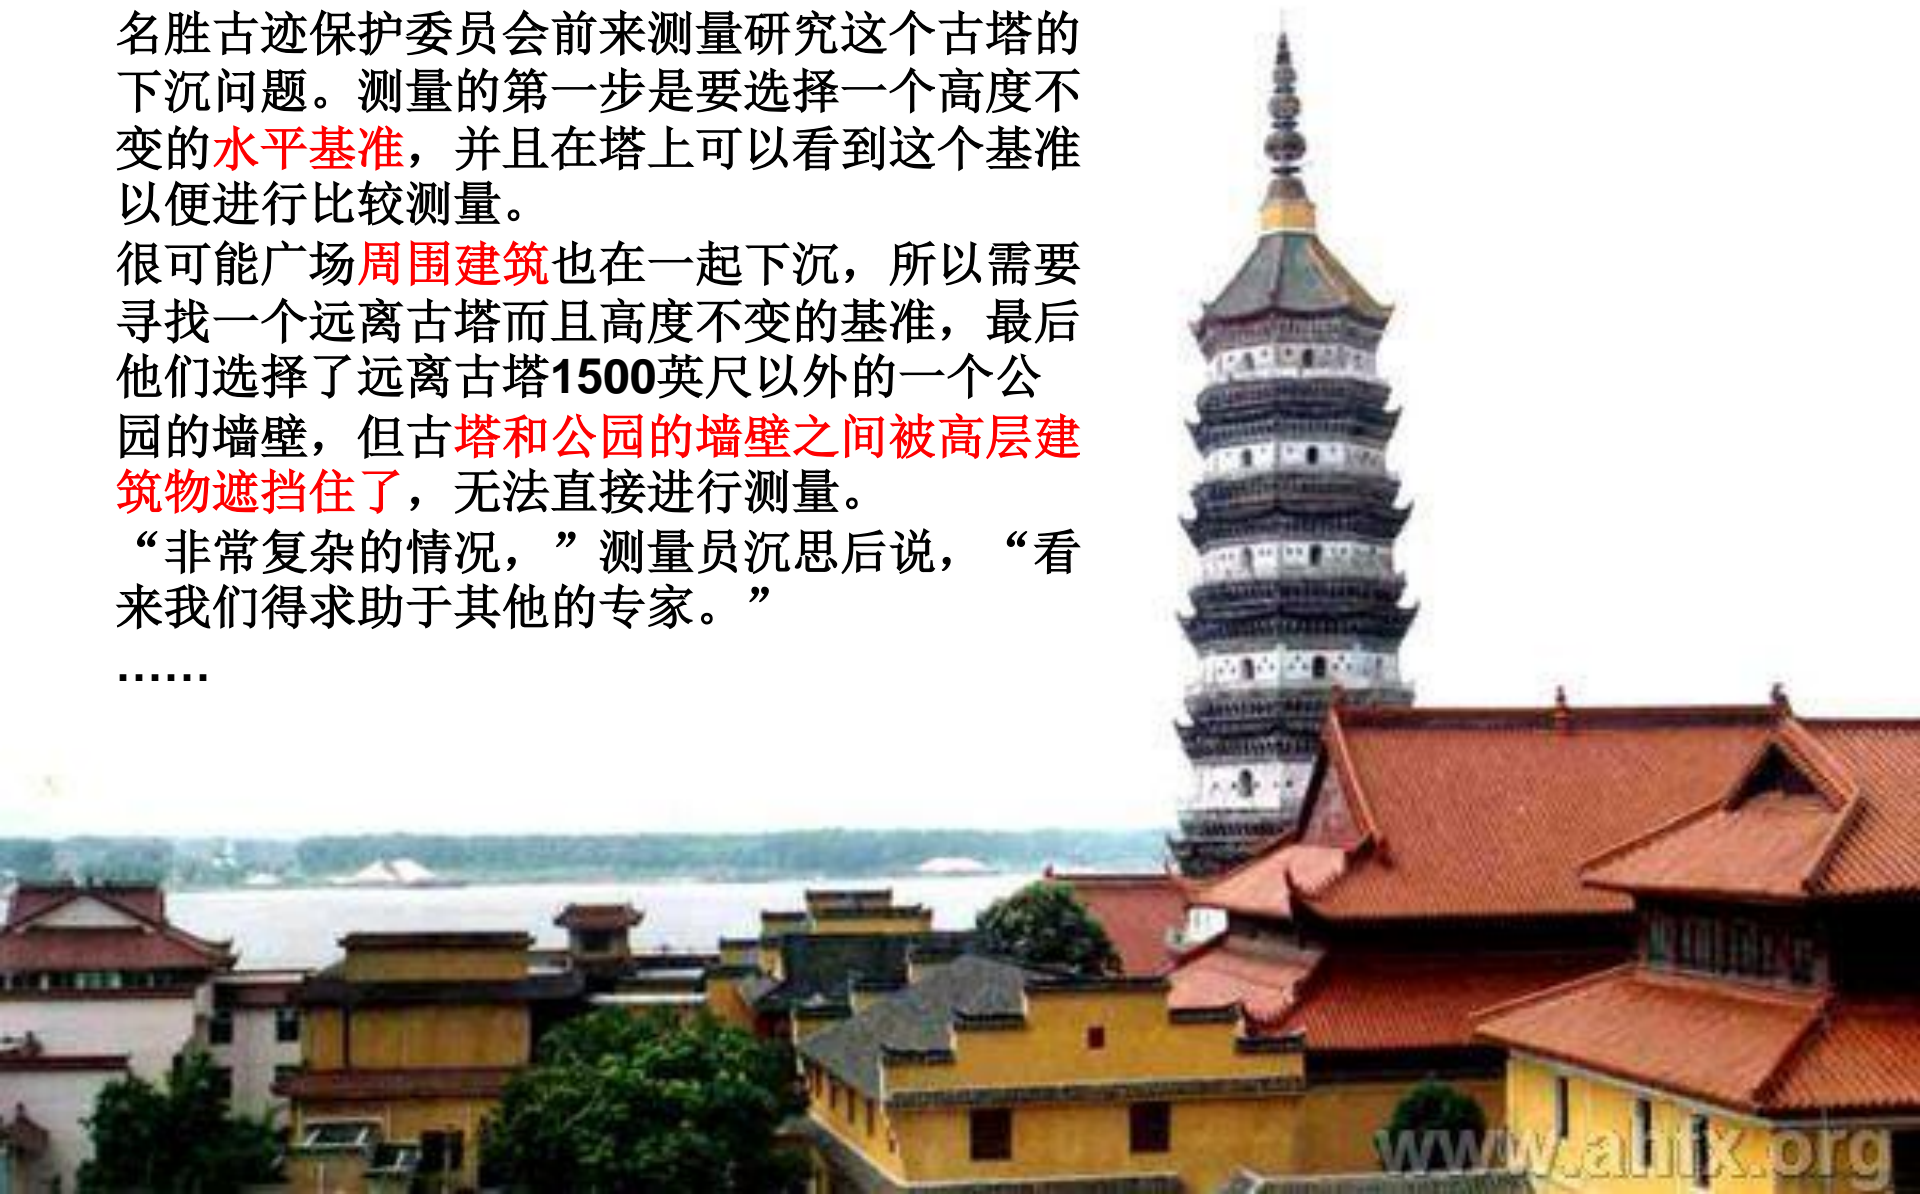 名胜古迹保护委员会前来测量研究这个古塔的
下沉问题。测量的第一步是要选择一个高度不
变的水平基准，并且在塔上可以看到这个基准
以便进行比较测量。
很可能广场周围建筑也在一起下沉，所以需要
寻找一个远离古塔而且高度不变的基准，最后
他们选择了远离古塔1500英尺以外的一个公
园的墙壁，但古塔和公园的墙壁之间被高层建
筑物遮挡住了，无法直接进行测量。
“非常复杂的情况，”测量员沉思后说，“看
来我们得求助于其他的专家。”
……
www.ahfx.org